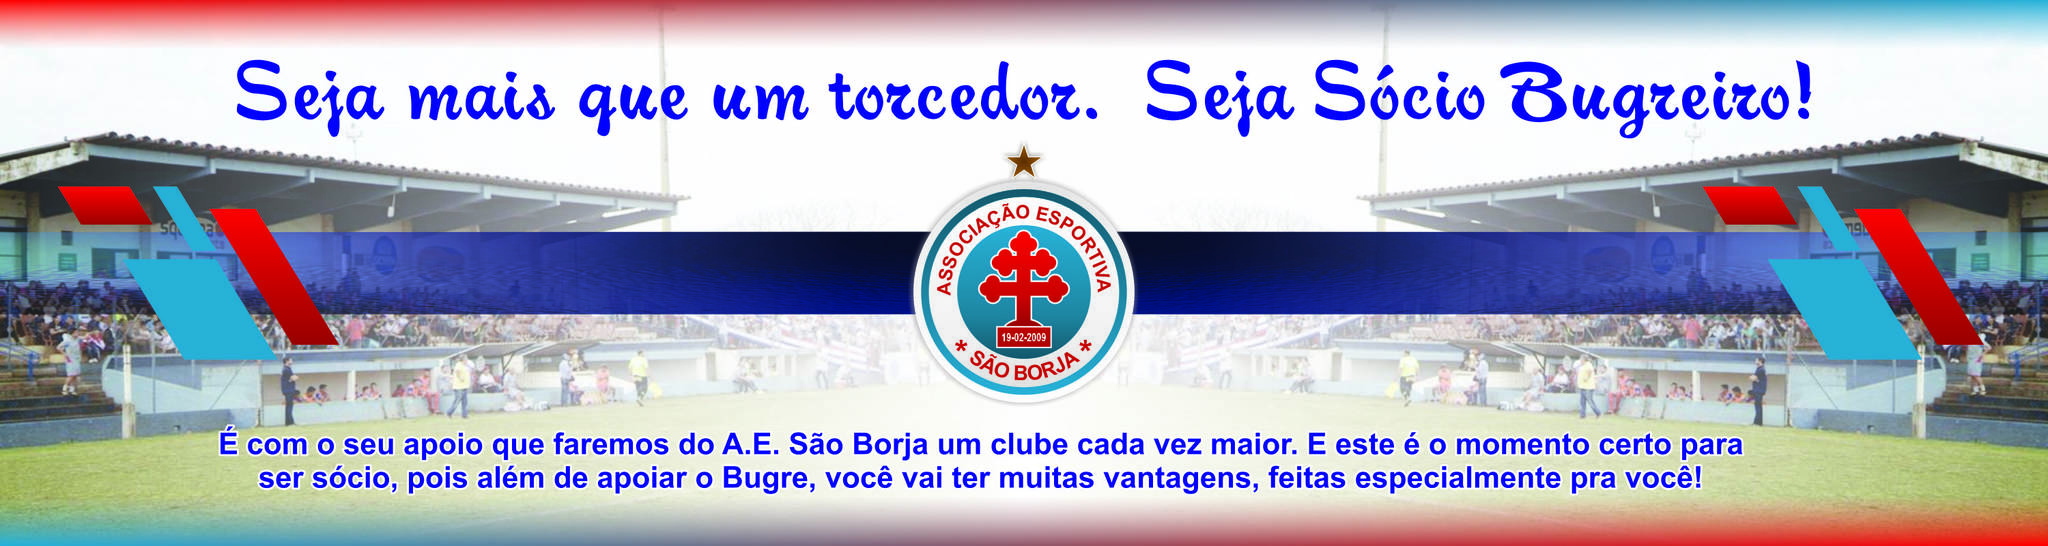 Seja mais que um torcedor. Seja Sócio Bugreiro!
ASSOCIAÇÃO ESPORTIVA
19-02-2009
* SÃO BORJA *
É com o seu apoio que faremos do A.E. São Borja um clube cada vez maior. E este é o momento certo para
ser sócio, pois além de apoiar o Bugre, você vai ter muitas vantagens, feitas especialmente pra você!